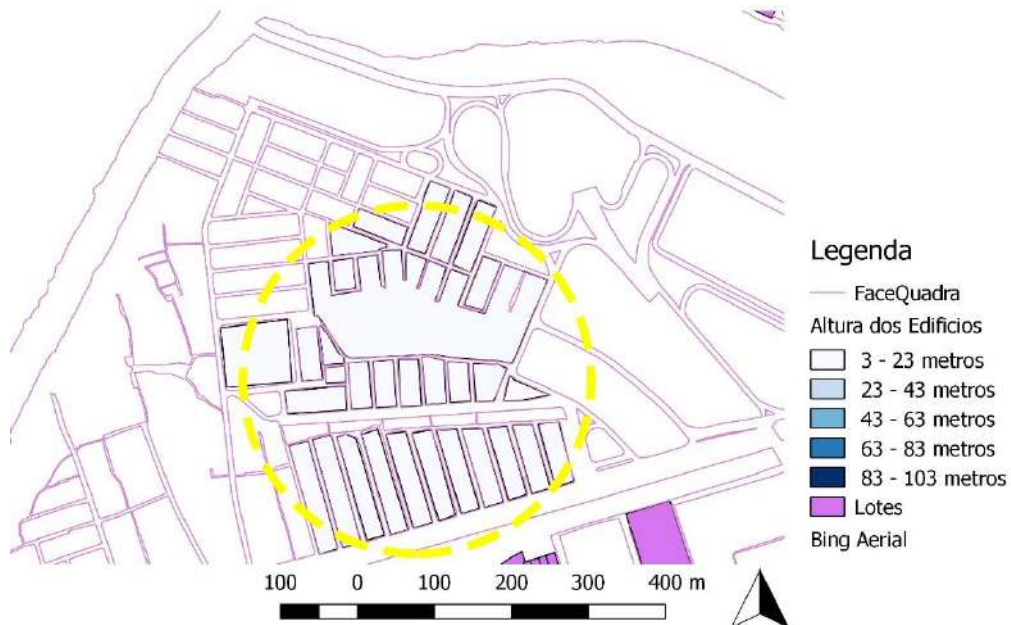 Legenda
FaceQuadra
Altura dos Edificios
3 - 23 metros
23 - 43 metros
43 - 63 metros
63 - 83 metros
83 - 103 metros
Lotes
Bing Aerial
100 0 100 200 300 400 m